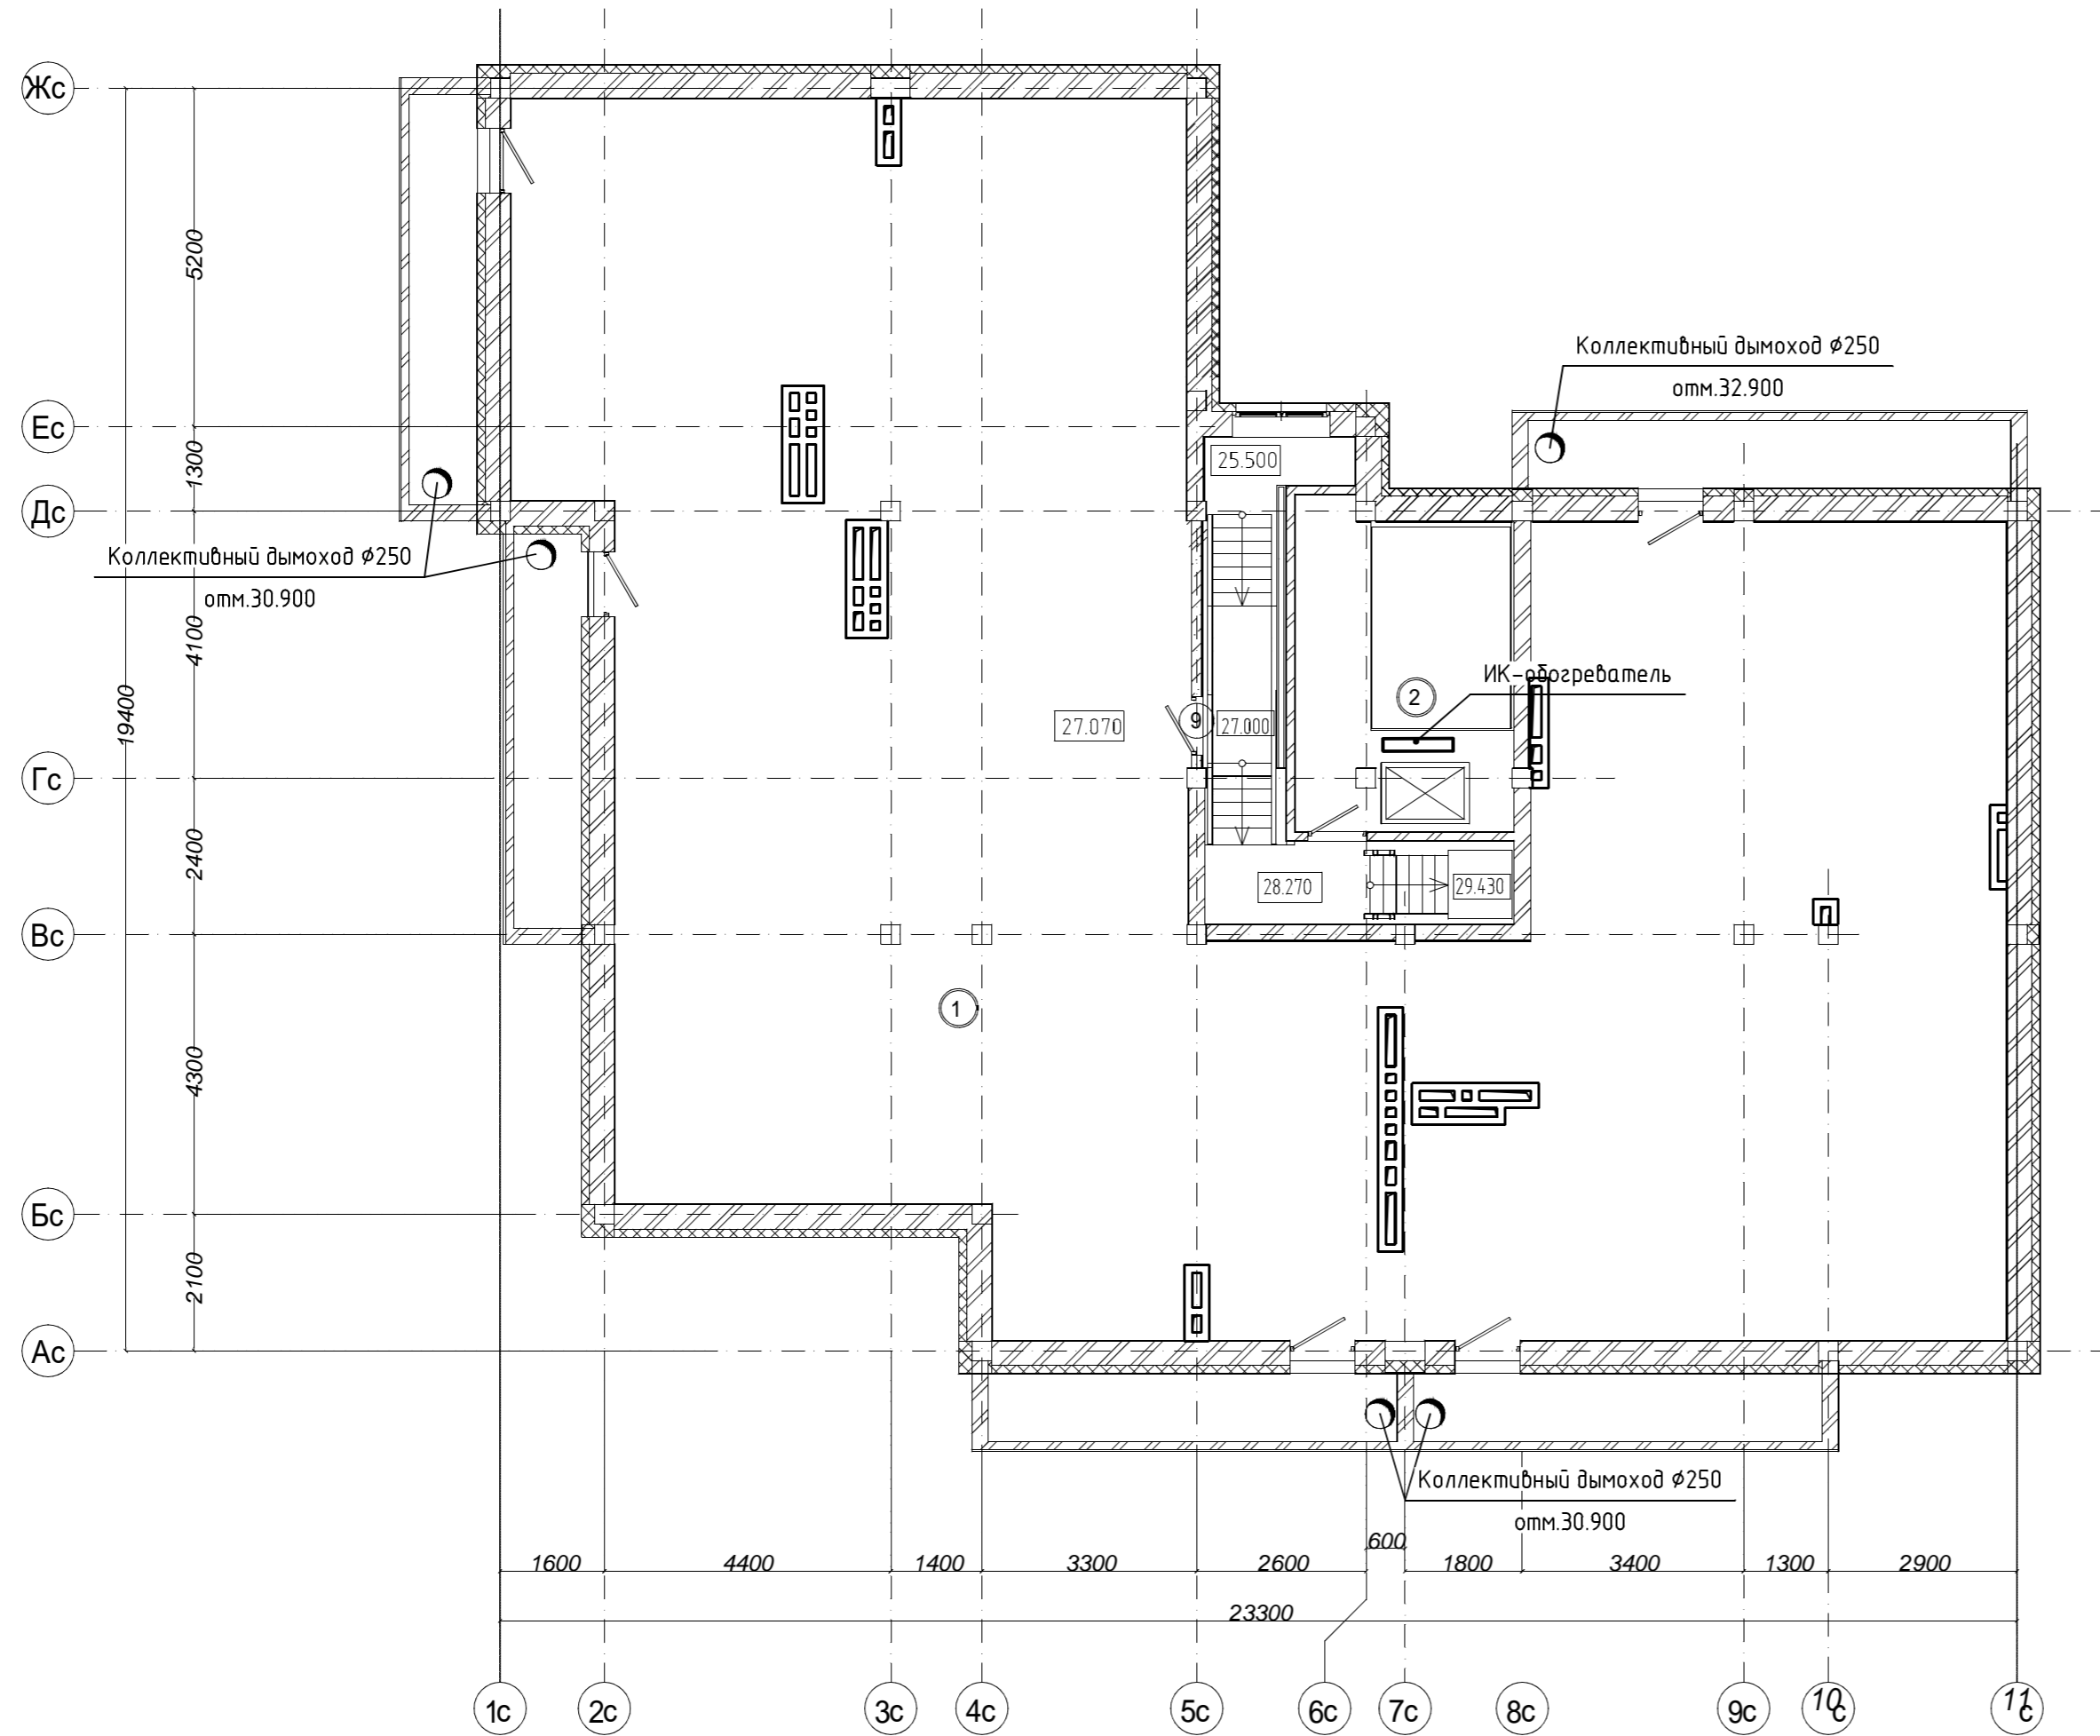 Жс
5200
Коллективный дымоход ⌀250
отм.32.900
Ес
1300
25.500
Дс
Коллективный дымоход ⌀250
отм.30.900
4100
19400
ИК-обогреватель
2
27.070
9
27.000
Гс
2400
28.270
29.430
Вс
1
4300
Бс
2100
Ас
Коллективный дымоход ⌀250
отм.30.900
600
1600
4400
1400
3300
2600
1800
3400
1300
2900
23300
1с
2с
3с
4с
5с
6с
7с
8с
9с
10с
11с